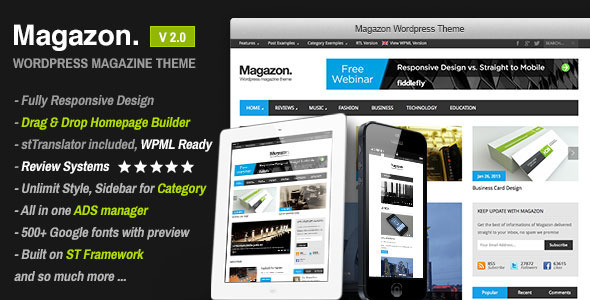 Magazon.
V 2.0
WORDPRESS MAGAZINE THEME
- Fully Responsive Design
- Drag & Drop Homepage Builder
- stTranslator included, WPML Ready
- Review Systems
- Unlimit Style, Sidebar for Category
- All in one ADS manager
- 500+ Google fonts with preview
- Built on ST Framework
and so much more ...
Magazon Wordpress Theme
Features Post Examples Category Examples RTL Version View WPML Version
Magazon.
Wordpress magazine theme
Free Webinar
Responsive Design vs. Straight to Mobile
fiddlefly
HOME REVIEWS MUSIC FASHION BUSINESS TECHNOLOGY EDUCATION
Jan 26, 2013
Business Card Design
KEEP UPDATE WITH MAGAZON
Get the best of informations of Magazon delivered
straight to your inbox, no spam we promise
Your Email Address...
Subscribe
855
Subscribe
27872
Followers
63615
Likes
Popular Recent Comments
Magazon.